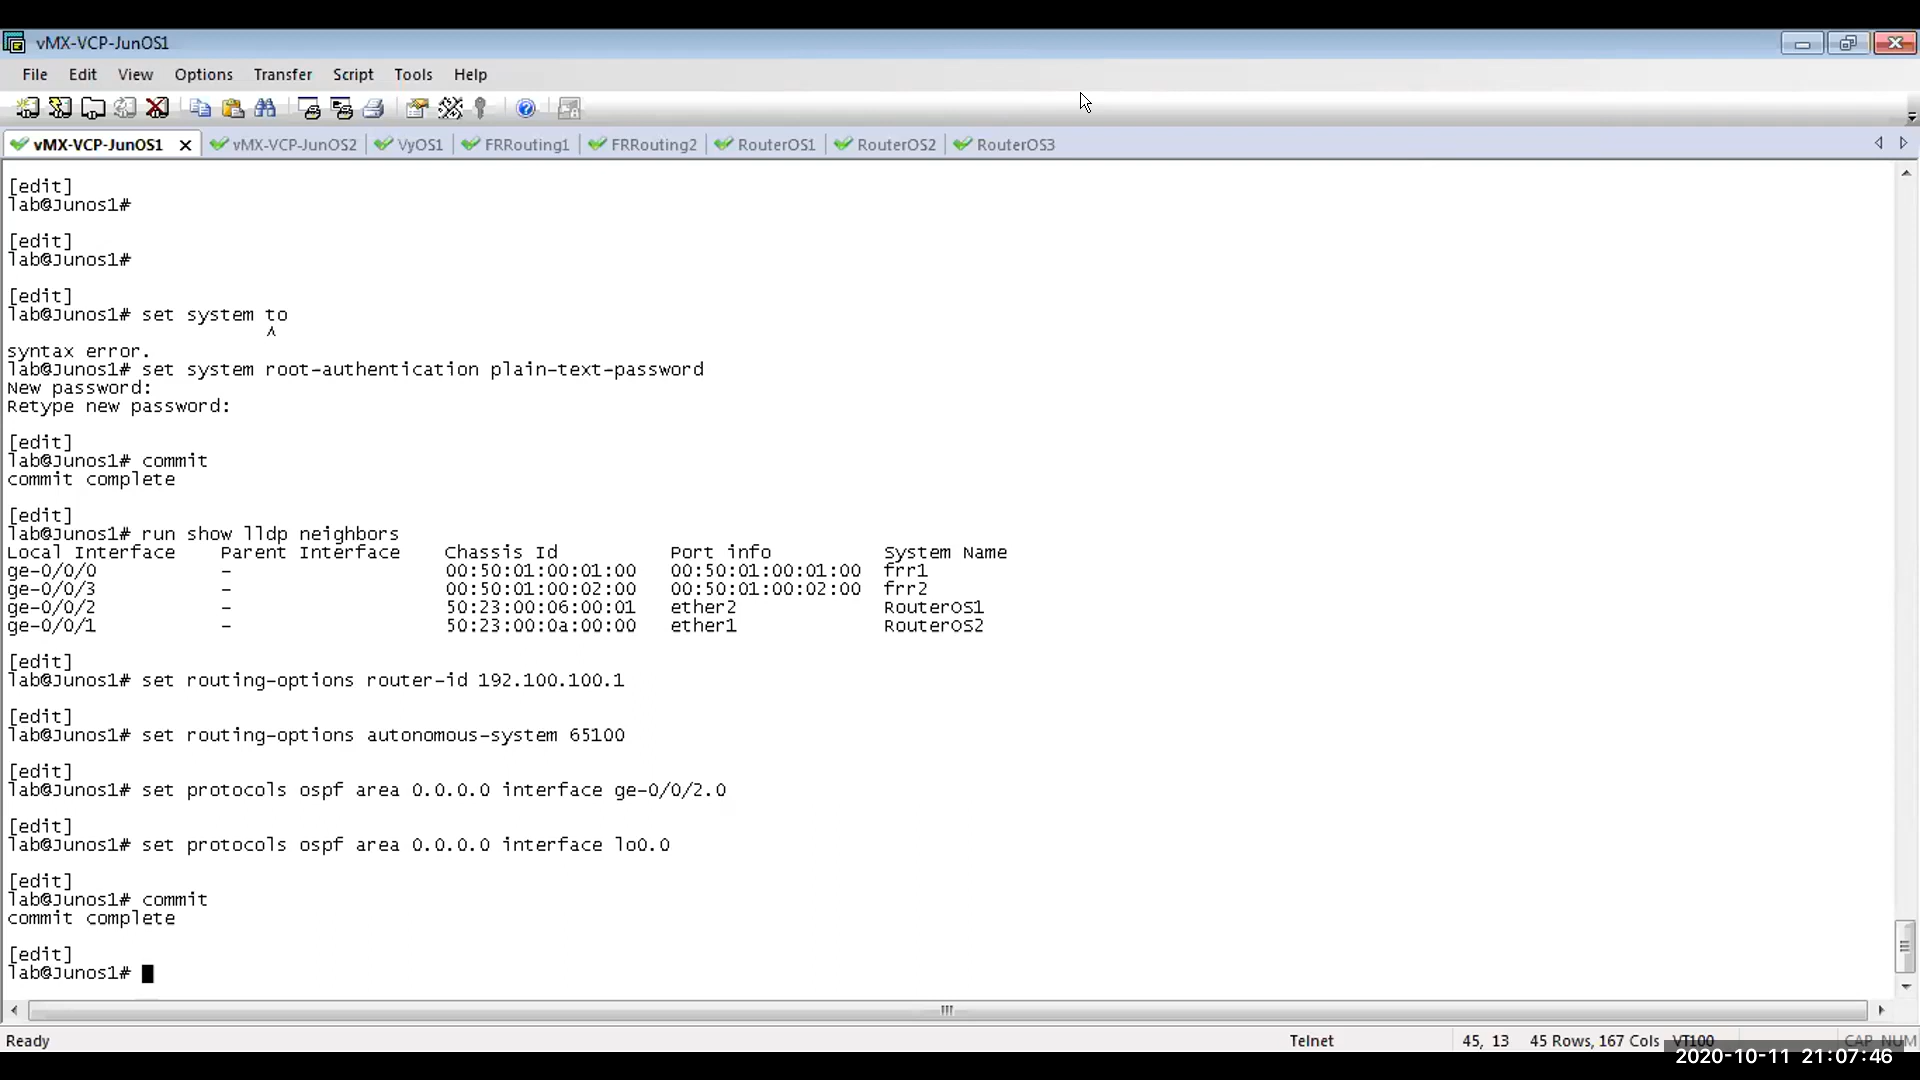 vMX-VCP-JunOS1
File Edit View Options Transfer Script Tools Help
vMX-VCP-JunOS1 vMX-VCP-JunOS2 VyOS1 FRRouting1 FRRouting2 RouterOS1 RouterOS2 RouterOS3
[edit]
lab@Junos1#
[edit]
lab@Junos1#
[edit]
lab@Junos1# set system to
^
syntax error.
lab@Junos1# set system root-authentication plain-text-password
New password:
Retype new password:
[edit]
lab@Junos1# commit
commit complete
[edit]
lab@Junos1# run show lldp neighbors
Local Interface    Parent Interface    Chassis Id          Port info          System Name
ge-0/0/0           -                   00:50:01:00:01:00   00:50:01:00:01:00  frr1
ge-0/0/3           -                   00:50:01:00:02:00   00:50:01:00:02:00  frr2
ge-0/0/2           -                   50:23:00:06:00:01   ether2             RouterOS1
ge-0/0/1           -                   50:23:00:0a:00:00   ether1             RouterOS2
[edit]
lab@Junos1# set routing-options router-id 192.100.100.1
[edit]
lab@Junos1# set routing-options autonomous-system 65100
[edit]
lab@Junos1# set protocols ospf area 0.0.0.0 interface ge-0/0/2.0
[edit]
lab@Junos1# set protocols ospf area 0.0.0.0 interface lo0.0
[edit]
lab@Junos1# commit
commit complete
[edit]
lab@Junos1#
Ready Telnet 45, 13 45 Rows, 167 Cols VT100 CAP NUM
2020-10-11 21:07:46